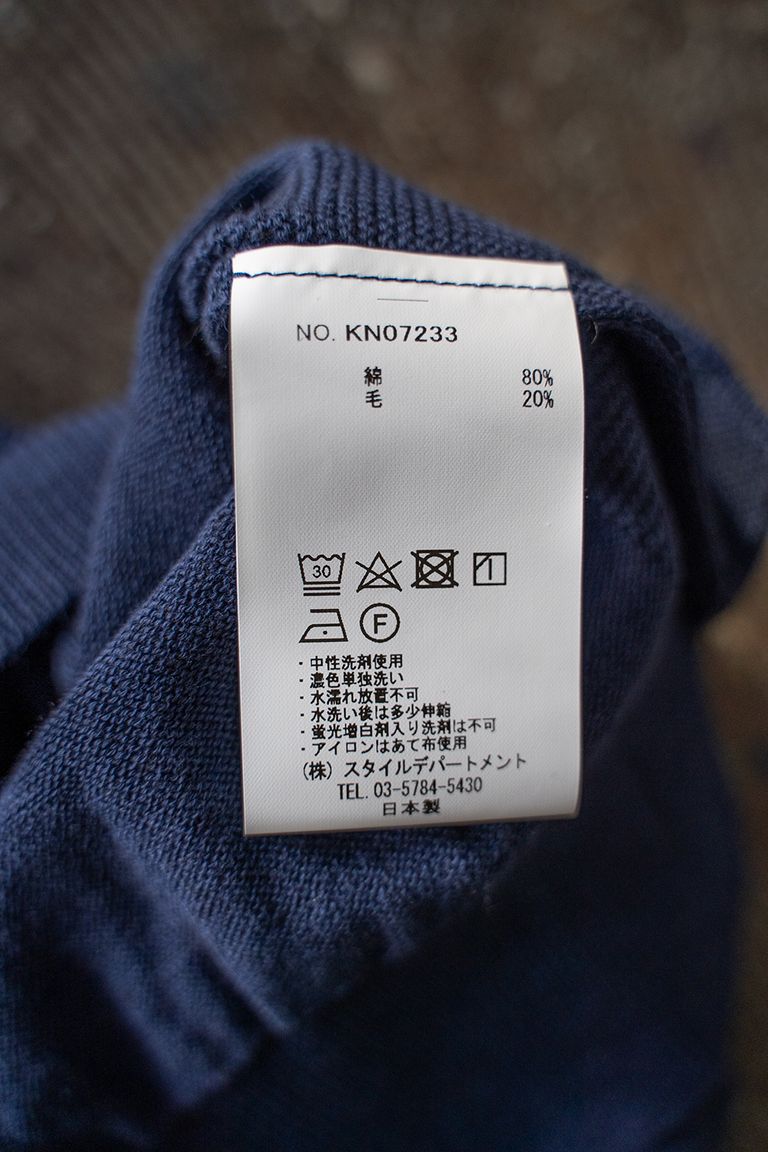 NO. KN07233
綿 80%
毛 20%
30
F
・中性洗剤使用
・濃色単独洗い
・水濡れ放置不可
・水洗い後は多少伸縮
・蛍光増白剤入り洗剤は不可
・アイロンはあて布使用
(株) スタイルデパートメント
TEL. 03-5784-5430
日本製